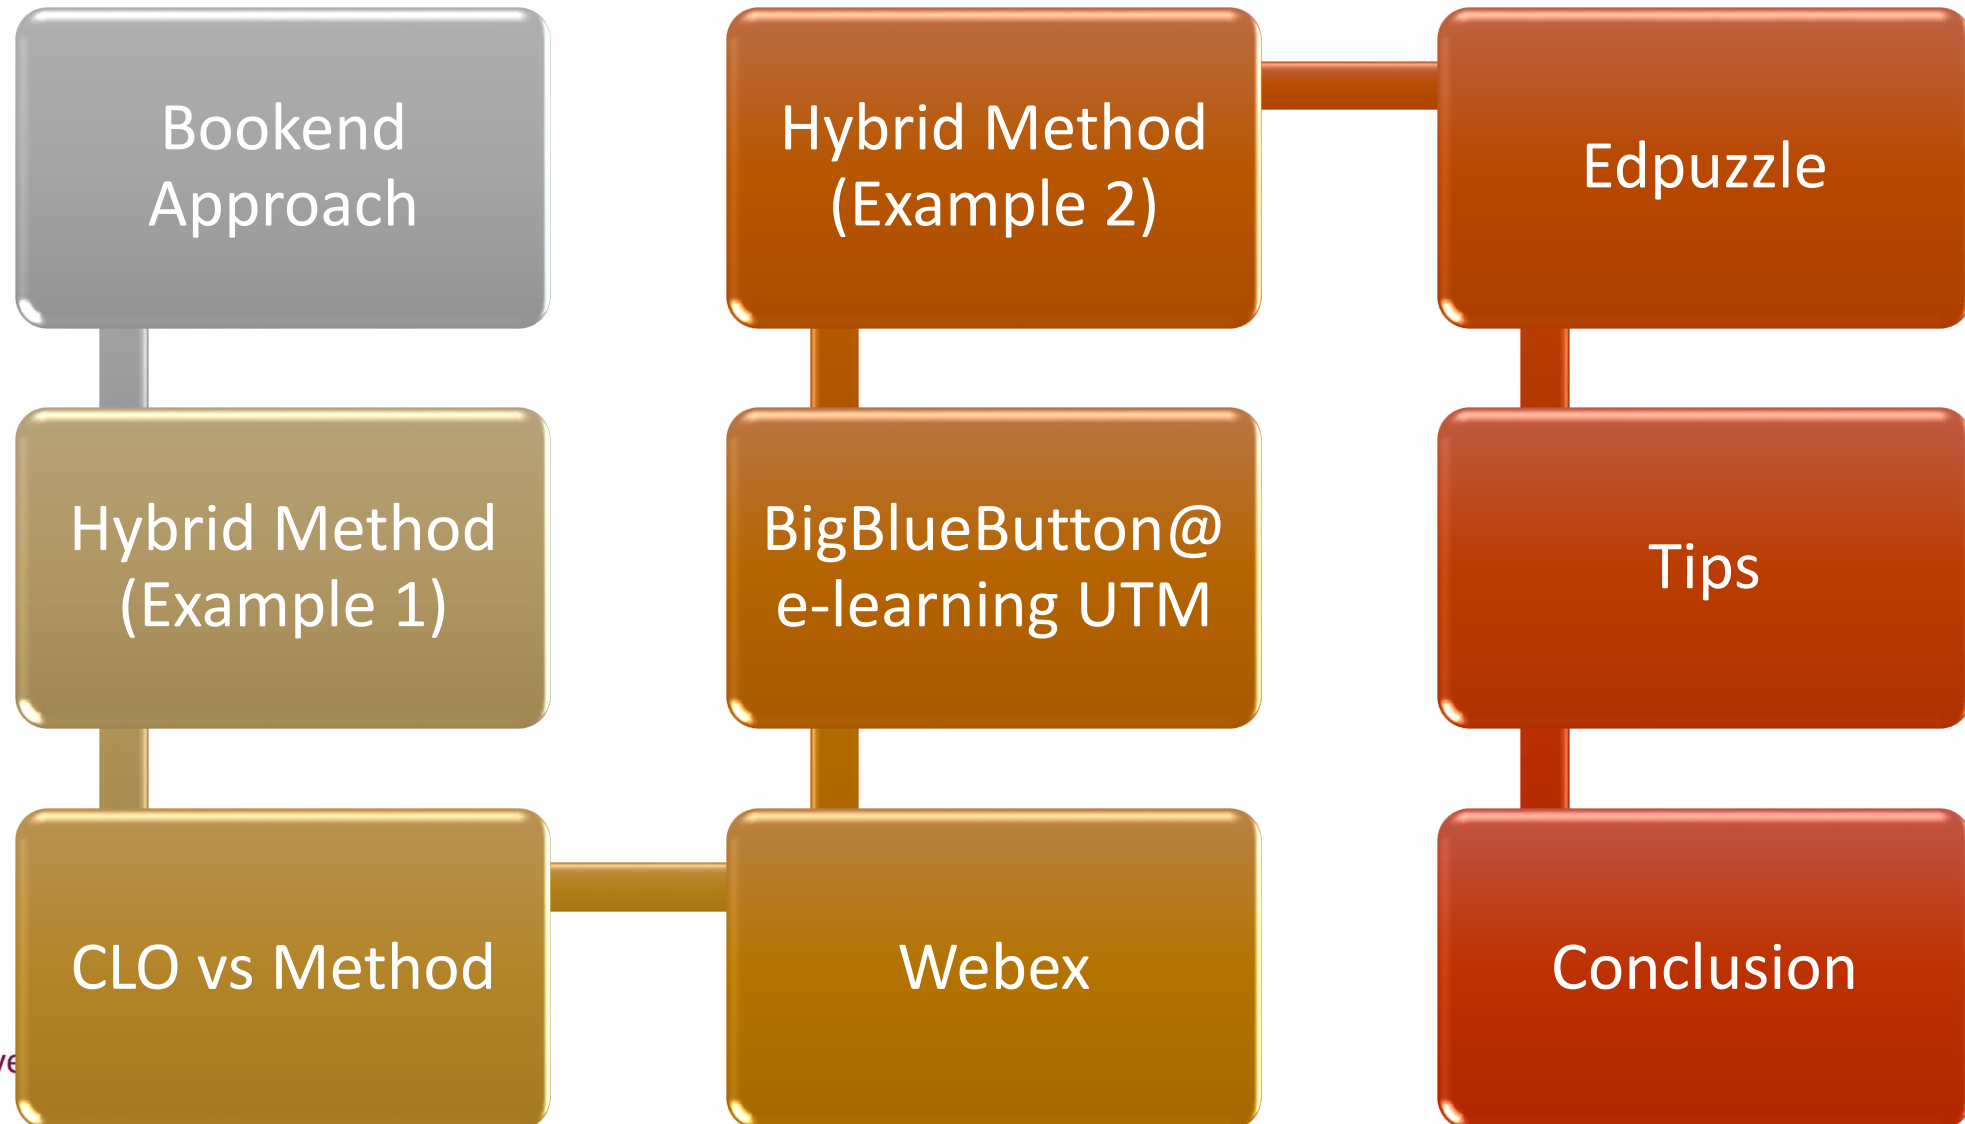 Bookend
Approach
Hybrid Method
(Example 1)
CLO vs Method
Webex
BigBlueButton@
e-learning UTM
Hybrid Method
(Example 2)
Edpuzzle
Tips
Conclusion